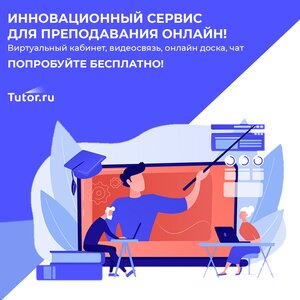 ИННОВАЦИОННЫЙ СЕРВИС
ДЛЯ ПРЕПОДАВАНИЯ ОНЛАЙН!
Виртуальный кабинет, видеосвязь, онлайн доска, чат
ПОПРОБУЙТЕ БЕСПЛАТНО!
Tutor.ru